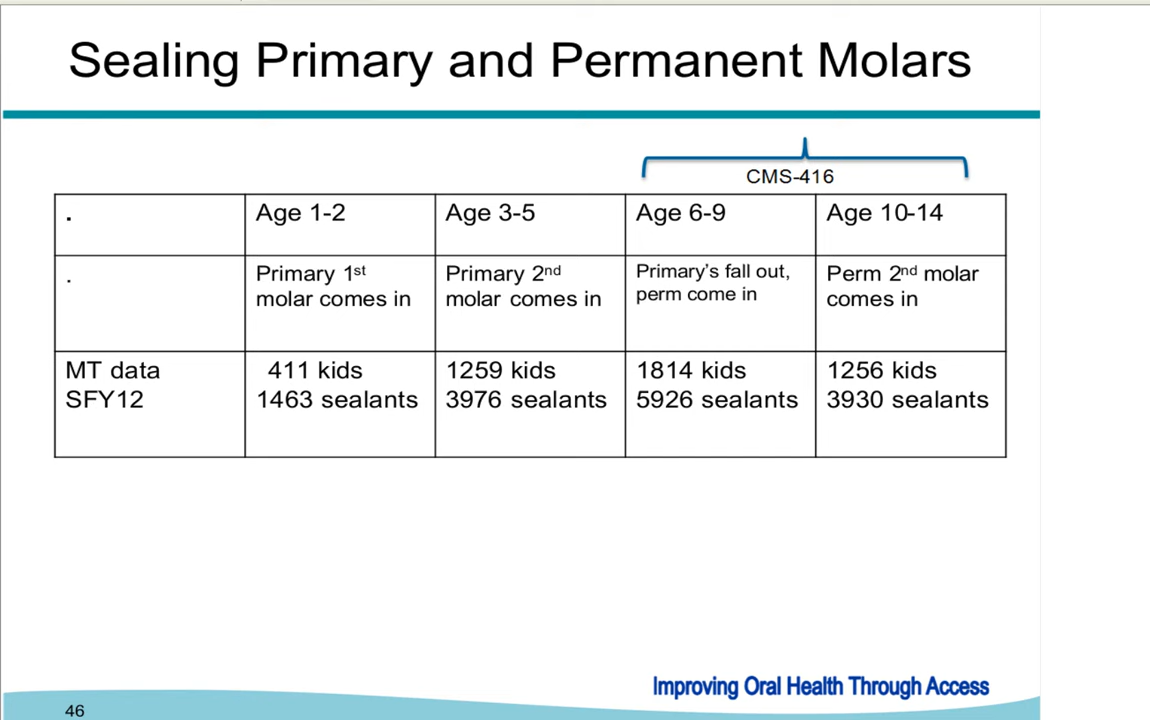 Sealing Primary and Permanent Molars
CMS-416
. Age 1-2 Age 3-5 Age 6-9 Age 10-14
. Primary 1st Primary 2nd Primary’s fall out, Perm 2nd molar
molar comes in molar comes in perm come in comes in
MT data 411 kids 1259 kids 1814 kids 1256 kids
SFY12 1463 sealants 3976 sealants 5926 sealants 3930 sealants
Improving Oral Health Through Access
46